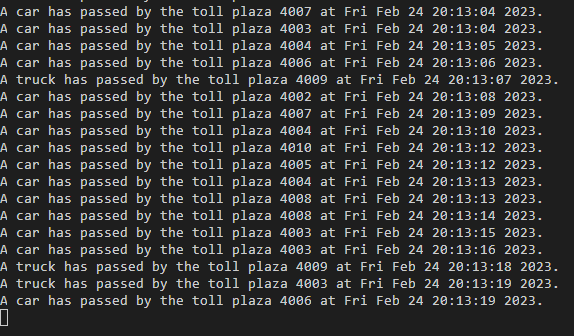 A car has passed by the toll plaza 4007 at Fri Feb 24 20:13:04 2023.
A car has passed by the toll plaza 4003 at Fri Feb 24 20:13:04 2023.
A car has passed by the toll plaza 4004 at Fri Feb 24 20:13:05 2023.
A car has passed by the toll plaza 4006 at Fri Feb 24 20:13:06 2023.
A truck has passed by the toll plaza 4009 at Fri Feb 24 20:13:07 2023.
A car has passed by the toll plaza 4002 at Fri Feb 24 20:13:08 2023.
A car has passed by the toll plaza 4007 at Fri Feb 24 20:13:09 2023.
A car has passed by the toll plaza 4004 at Fri Feb 24 20:13:10 2023.
A car has passed by the toll plaza 4010 at Fri Feb 24 20:13:12 2023.
A car has passed by the toll plaza 4005 at Fri Feb 24 20:13:12 2023.
A car has passed by the toll plaza 4004 at Fri Feb 24 20:13:13 2023.
A car has passed by the toll plaza 4008 at Fri Feb 24 20:13:13 2023.
A car has passed by the toll plaza 4008 at Fri Feb 24 20:13:14 2023.
A car has passed by the toll plaza 4003 at Fri Feb 24 20:13:15 2023.
A car has passed by the toll plaza 4003 at Fri Feb 24 20:13:16 2023.
A truck has passed by the toll plaza 4009 at Fri Feb 24 20:13:18 2023.
A truck has passed by the toll plaza 4003 at Fri Feb 24 20:13:19 2023.
A car has passed by the toll plaza 4006 at Fri Feb 24 20:13:19 2023.